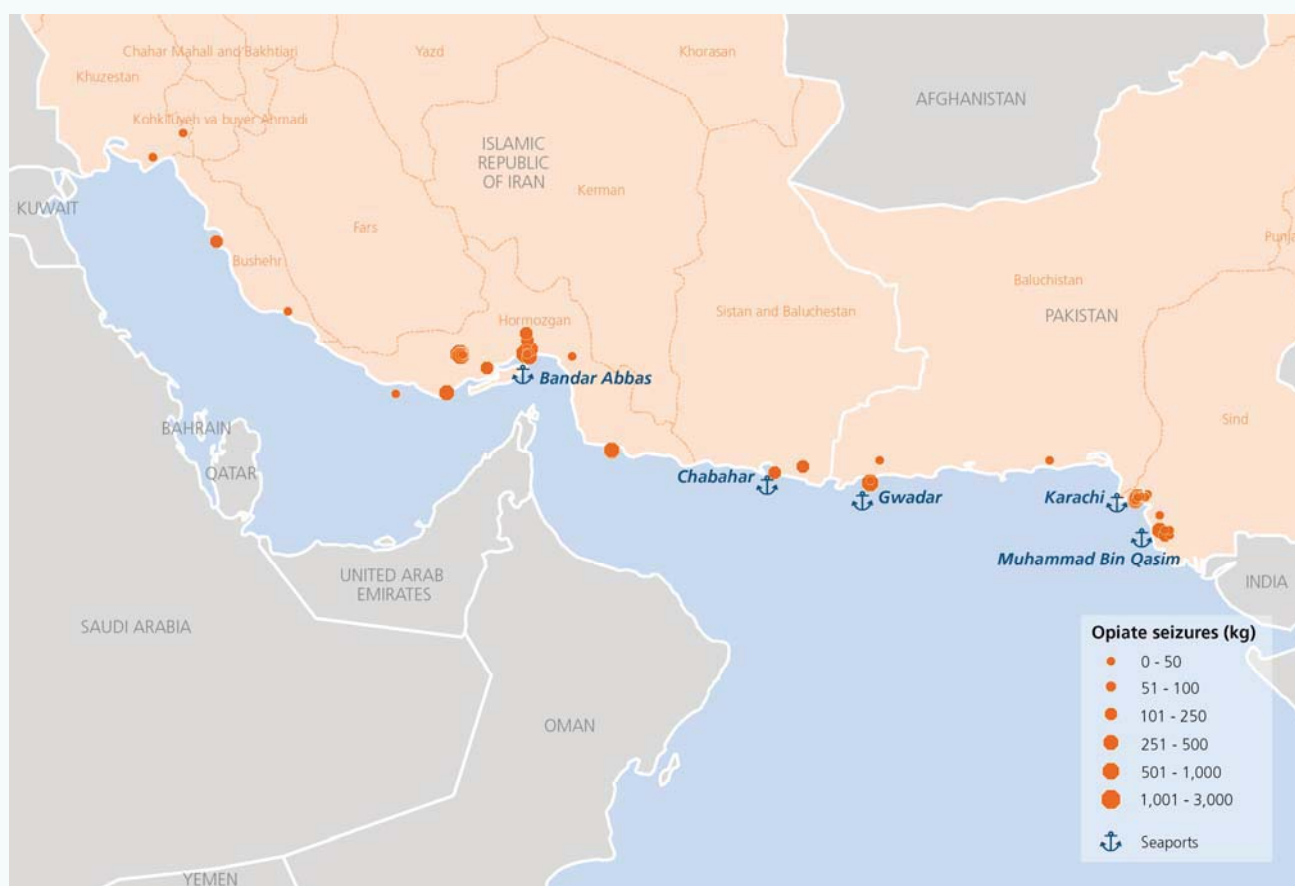 Chahar Mahall and Bakhtiari
Yazd
Khorasan
Khuzestan
AFGHANISTAN
Kohkiluyeh va buyer Ahmadi
ISLAMIC
REPUBLIC
OF IRAN
Kerman
KUWAIT
Fars
Punja
Bushehr
Baluchistan
Sistan and Baluchestan
PAKISTAN
Hormozgan
Bandar Abbas
Sind
BAHRAIN
QATAR
Chabahar
Gwadar
Karachi
Muhammad Bin Qasim
UNITED ARAB
EMIRATES
INDIA
SAUDI ARABIA
OMAN
YEMEN
Opiate seizures (kg)
0 - 50
51 - 100
101 - 250
251 - 500
501 - 1,000
1,001 - 3,000
Seaports